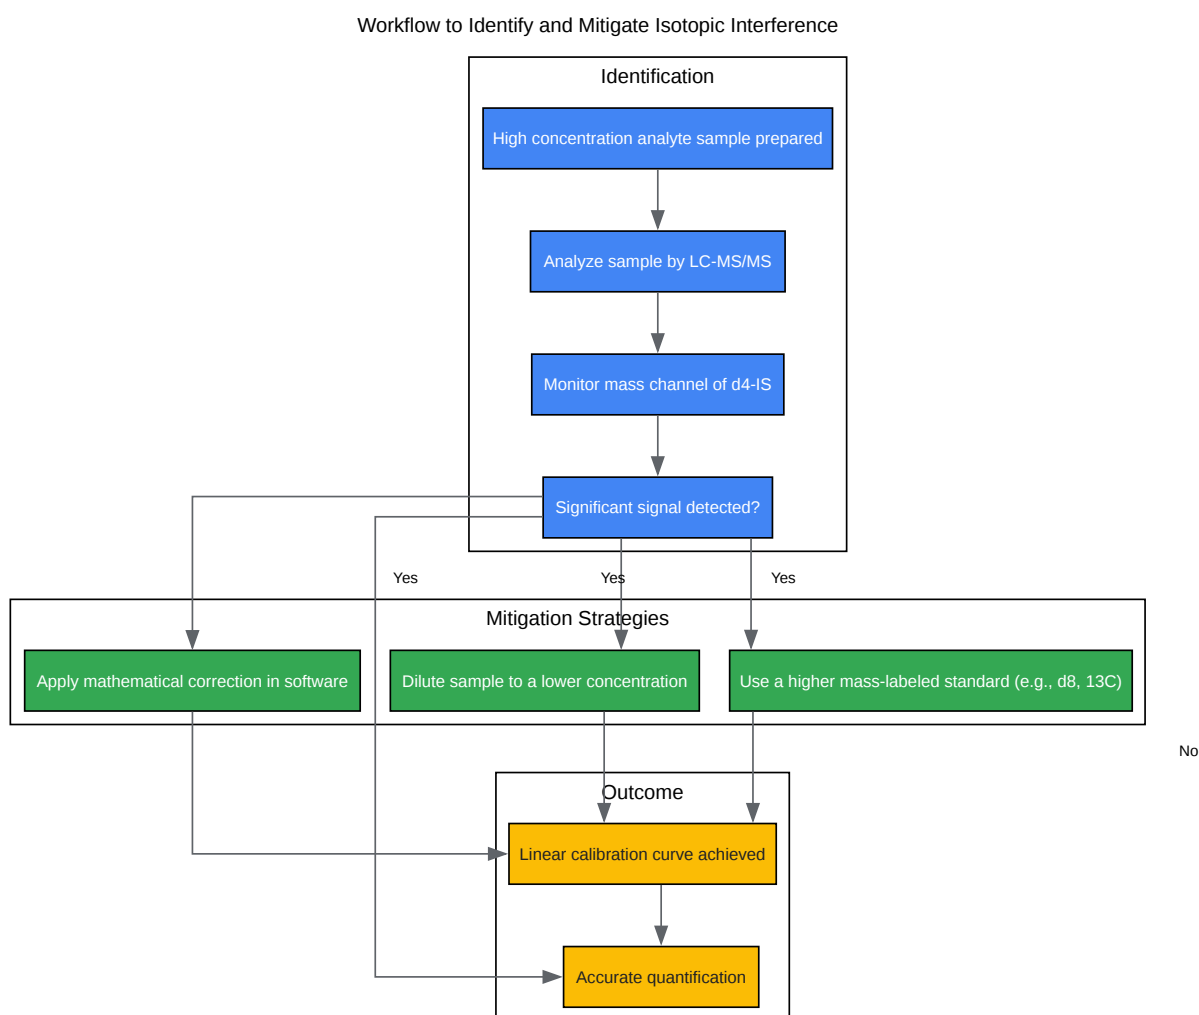 Workflow to Identify and Mitigate Isotopic Interference
Identification
High concentration analyte sample prepared
Analyze sample by LC-MS/MS
Monitor mass channel of d4-IS
Significant signal detected?
Yes
Yes
Yes
Mitigation Strategies
Apply mathematical correction in software
Dilute sample to a lower concentration
Use a higher mass-labeled standard (e.g., d8, 13C)
No
Outcome
Linear calibration curve achieved
Accurate quantification